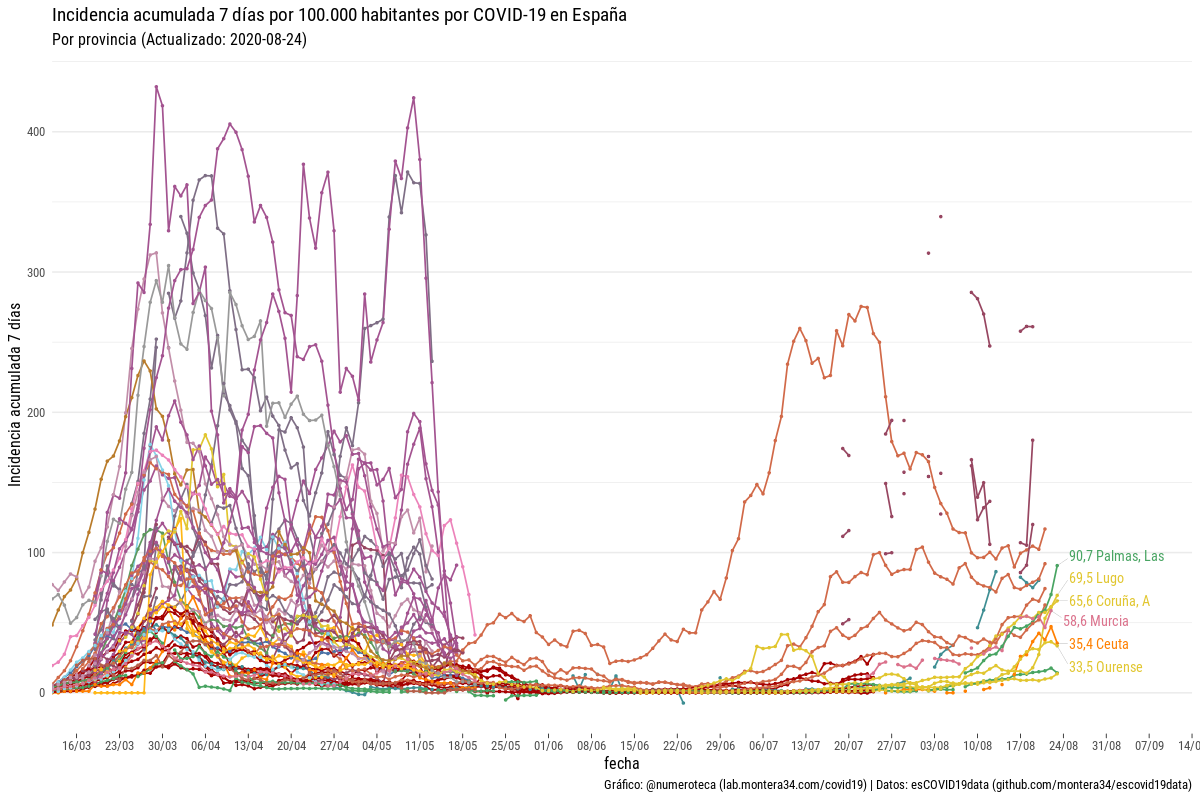 Incidencia acumulada 7 días por 100.000 habitantes por COVID-19 en España
Por provincia (Actualizado: 2020-08-24)
Incidencia acumulada 7 días
400
300
200
100
0
90,7 Palmas, Las
69,5 Lugo
65,6 Coruña, A
58,6 Murcia
35,4 Ceuta
33,5 Ourense
16/03 23/03 30/03 06/04 13/04 20/04 27/04 04/05 11/05 18/05 25/05 01/06 08/06 15/06 22/06 29/06 06/07 13/07 20/07 27/07 03/08 10/08 17/08 24/08 31/08 07/09 14/0
fecha
Gráfico: @numeroteca (lab.montera34.com/covid19) | Datos: esCOVID19data (github.com/montera34/escovid19data)